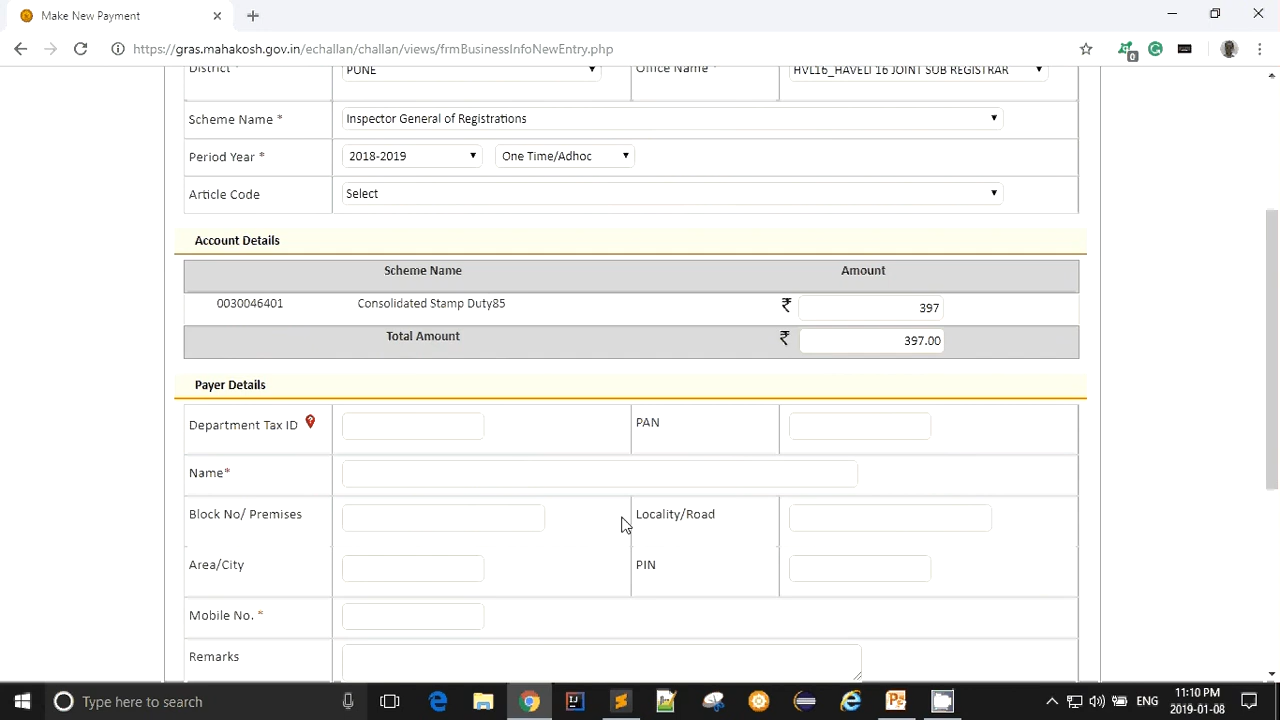 Make New Payment
https://gras.mahakosh.gov.in/echallan/challan/views/frmBusinessInfoNewEntry.php
0
District * PUNE Office Name * HVL16_HAVELI 16 JOINT SUB REGISTRAR
Scheme Name * Inspector General of Registrations
Period Year * 2018-2019 One Time/Adhoc
Article Code Select
Account Details
Scheme Name Amount
0030046401 Consolidated Stamp Duty85 ₹ 397
Total Amount ₹ 397.00
Payer Details
Department Tax ID ? PAN
Name*
Block No/ Premises Locality/Road
Area/City PIN
Mobile No. *
Remarks
Type here to search
ENG
11:10 PM
2019-01-08